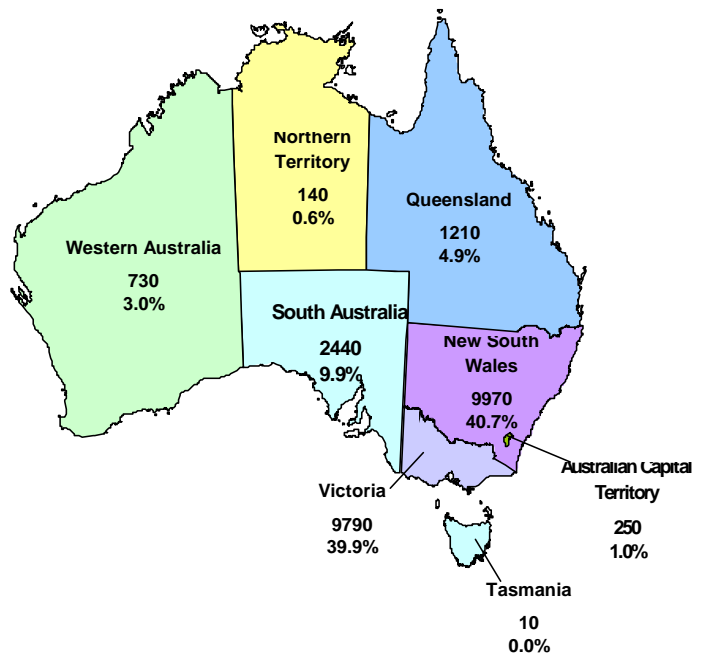 Northern
Territory
140
0.6%
Queensland
1210
4.9%
Western Australia
730
3.0%
South Australia
2440
9.9%
New South
Wales
9970
40.7%
Australian Capital
Territory
250
1.0%
Victoria
9790
39.9%
Tasmania
10
0.0%